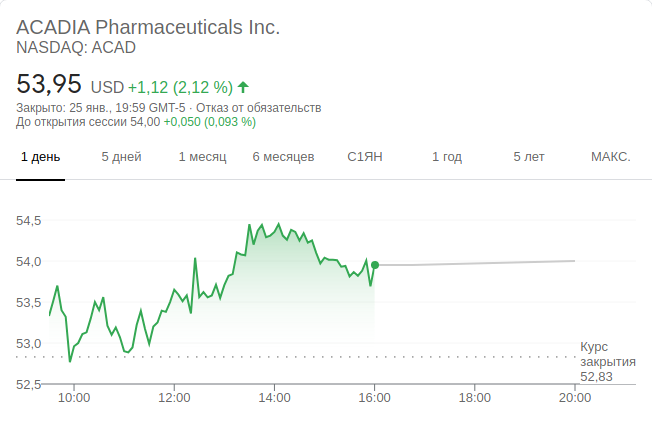 ACADIA Pharmaceuticals Inc.
NASDAQ: ACAD
53,95 USD +1,12 (2,12 %)
Закрыто: 25 янв., 19:59 GMT-5 · Отказ от обязательств
До открытия сессии 54,00 +0,050 (0,093 %)
1 день 5 дней 1 месяц 6 месяцев С1ЯН 1 год 5 лет МАКС.
54,5
54,0
53,5
53,0
52,5
Курс
закрытия
52,83
10:00 12:00 14:00 16:00 18:00 20:00